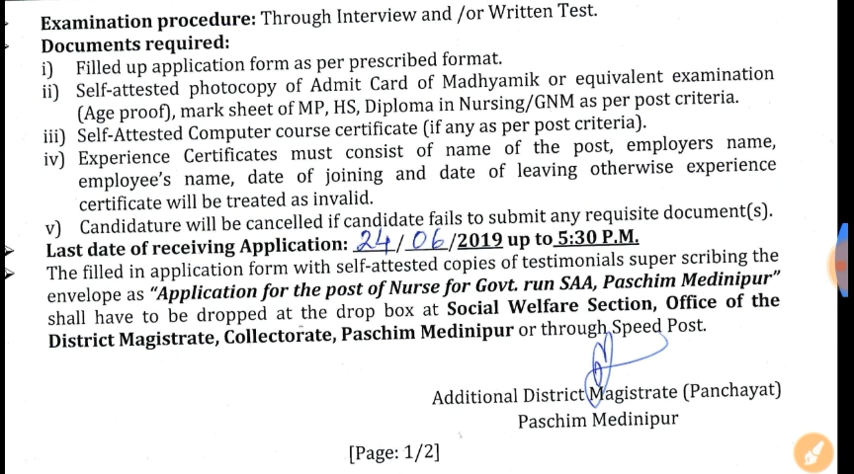 Examination procedure: Through Interview and /or Written Test.
Documents required:
i) Filled up application form as per prescribed format.
ii) Self-attested photocopy of Admit Card of Madhyamik or equivalent examination
(Age proof), mark sheet of MP, HS, Diploma in Nursing/GNM as per post criteria.
iii) Self-Attested Computer course certificate (if any as per post criteria).
iv) Experience Certificates must consist of name of the post, employers name,
employee's name, date of joining and date of leaving otherwise experience
certificate will be treated as invalid.
v) Candidature will be cancelled if candidate fails to submit any requisite document(s).
Last date of receiving Application: 24/06/2019 up to 5:30 P.M.
The filled in application form with self-attested copies of testimonials super scribing the
envelope as "Application for the post of Nurse for Govt. run SAA, Paschim Medinipur"
shall have to be dropped at the drop box at Social Welfare Section, Office of the
District Magistrate, Collectorate, Paschim Medinipur or through Speed Post.
Additional District Magistrate (Panchayat)
Paschim Medinipur
[Page: 1/2]